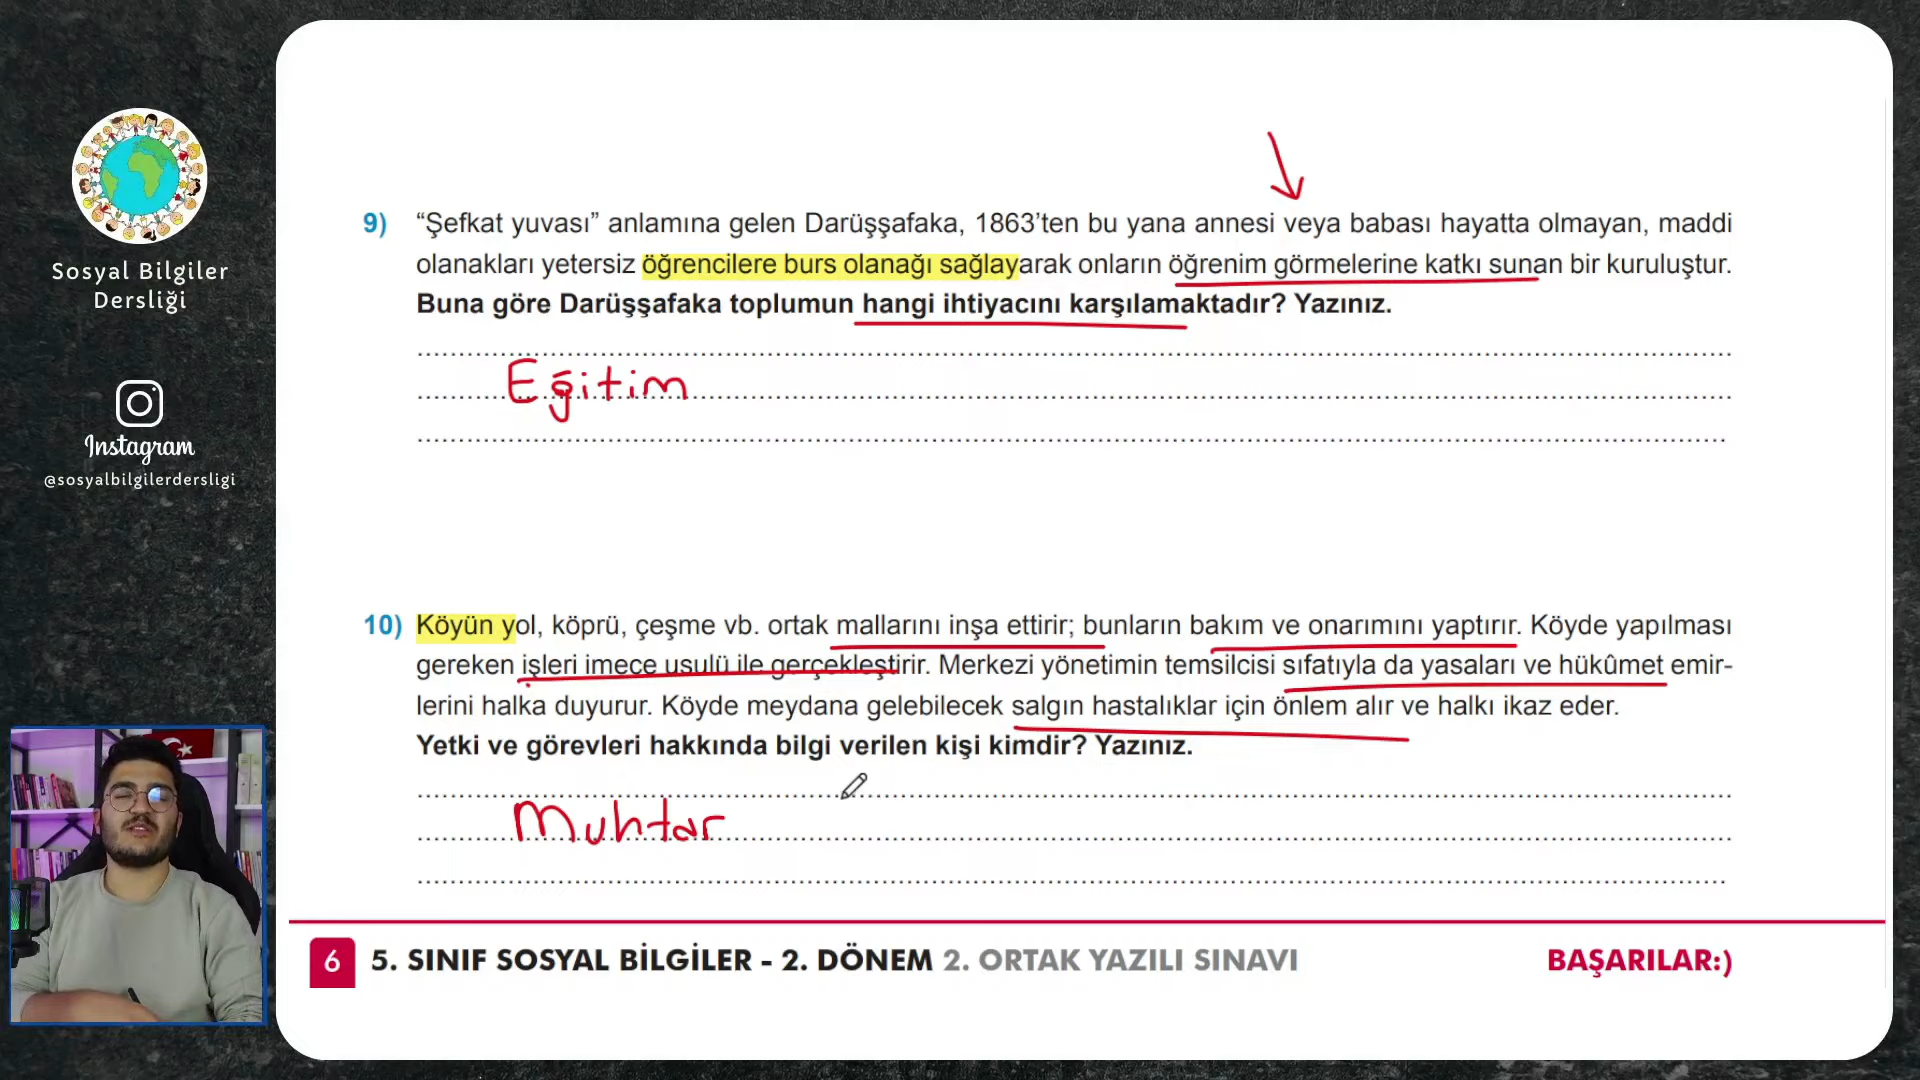 Sosyal Bilgiler
Dersliği
Instagram
@sosyalbilgilerdersligi
9) “Şefkat yuvası” anlamına gelen Darüşşafaka, 1863’ten bu yana annesi veya babası hayatta olmayan, maddi
olanakları yetersiz öğrencilere burs olanağı sağlayarak onların öğrenim görmelerine katkı sunan bir kuruluştur.
Buna göre Darüşşafaka toplumun hangi ihtiyacını karşılamaktadır? Yazınız.
Eğitim
10) Köyün yol, köprü, çeşme vb. ortak mallarını inşa ettirir; bunların bakım ve onarımını yaptırır. Köyde yapılması
gereken işleri imece usulü ile gerçekleştirir. Merkezi yönetimin temsilcisi sıfatıyla da yasaları ve hükûmet emir-
lerini halka duyurur. Köyde meydana gelebilecek salgın hastalıklar için önlem alır ve halkı ikaz eder.
Yetki ve görevleri hakkında bilgi verilen kişi kimdir? Yazınız.
Muhtar
6 5. SINIF SOSYAL BİLGİLER - 2. DÖNEM 2. ORTAK YAZILI SINAVI BAŞARILAR:)